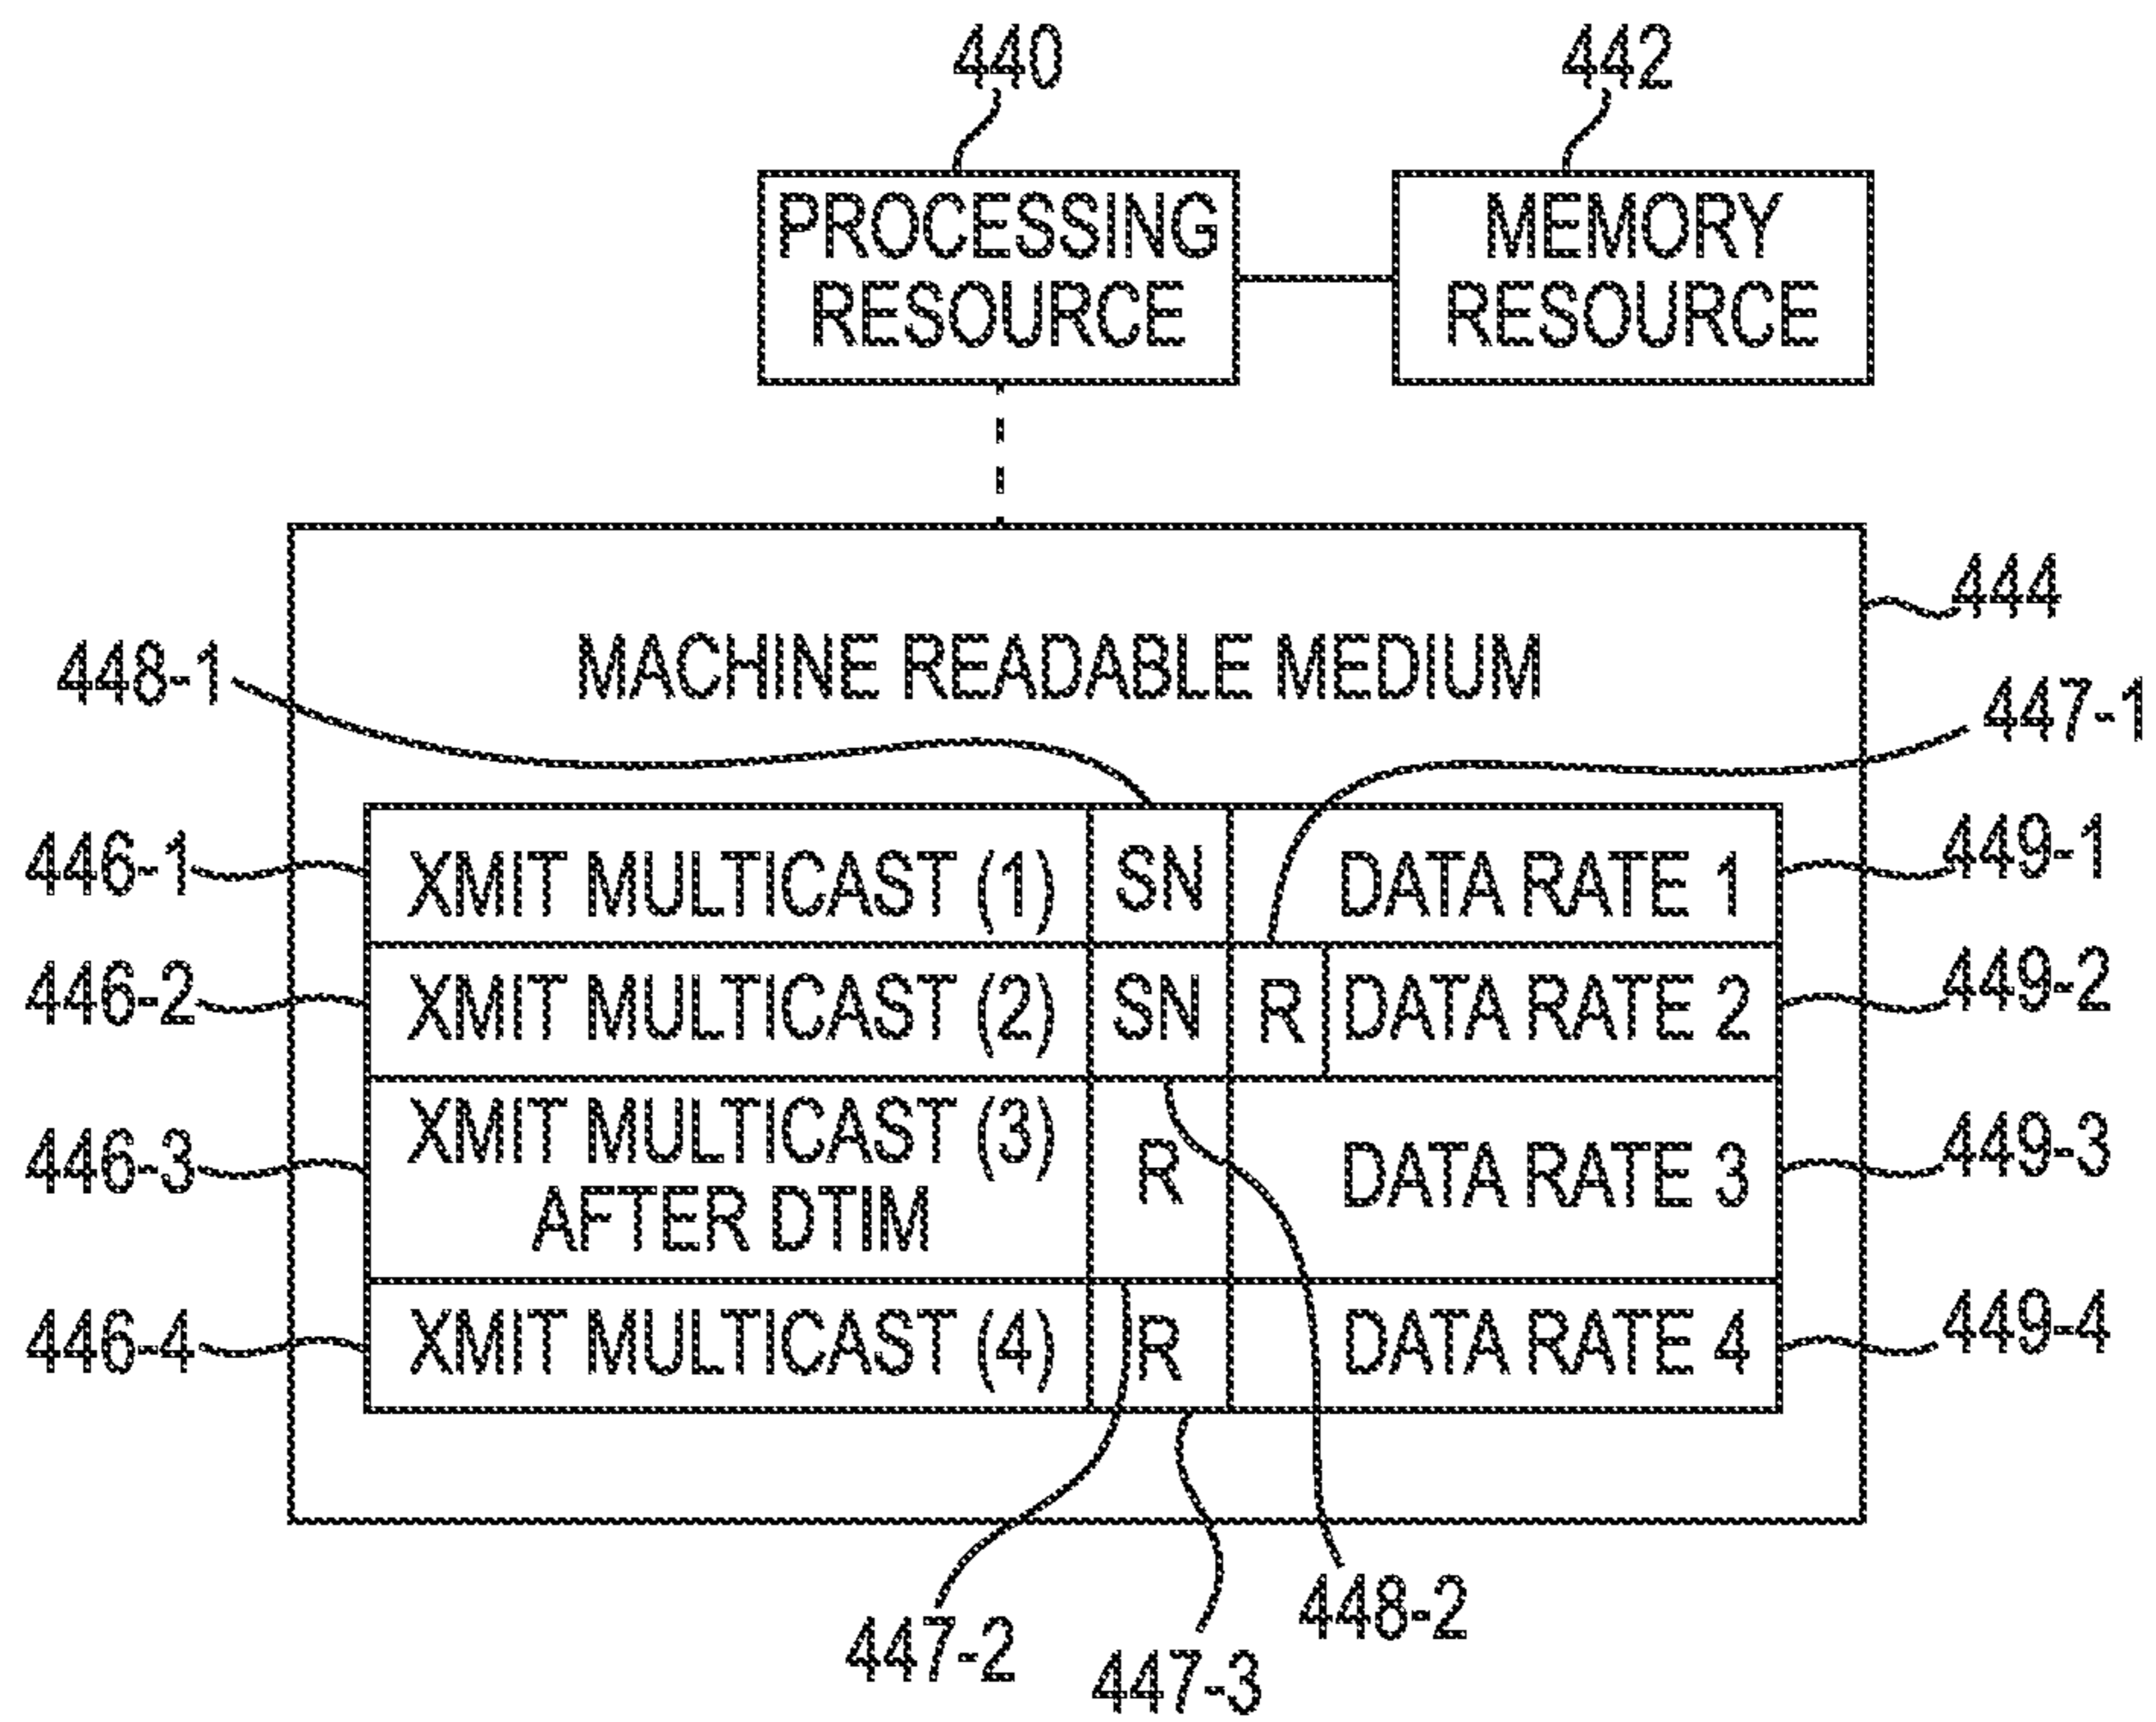 440
442
PROCESSING
RESOURCE
MEMORY
RESOURCE
444
MACHINE READABLE MEDIUM
448-1
447-1
446-1
XMIT MULTICAST (1)
SN
DATA RATE 1
449-1
446-2
XMIT MULTICAST (2)
SN
R
DATA RATE 2
449-2
446-3
XMIT MULTICAST (3)
AFTER DTIM
R
DATA RATE 3
449-3
446-4
XMIT MULTICAST (4)
R
DATA RATE 4
449-4
447-2
447-3
448-2